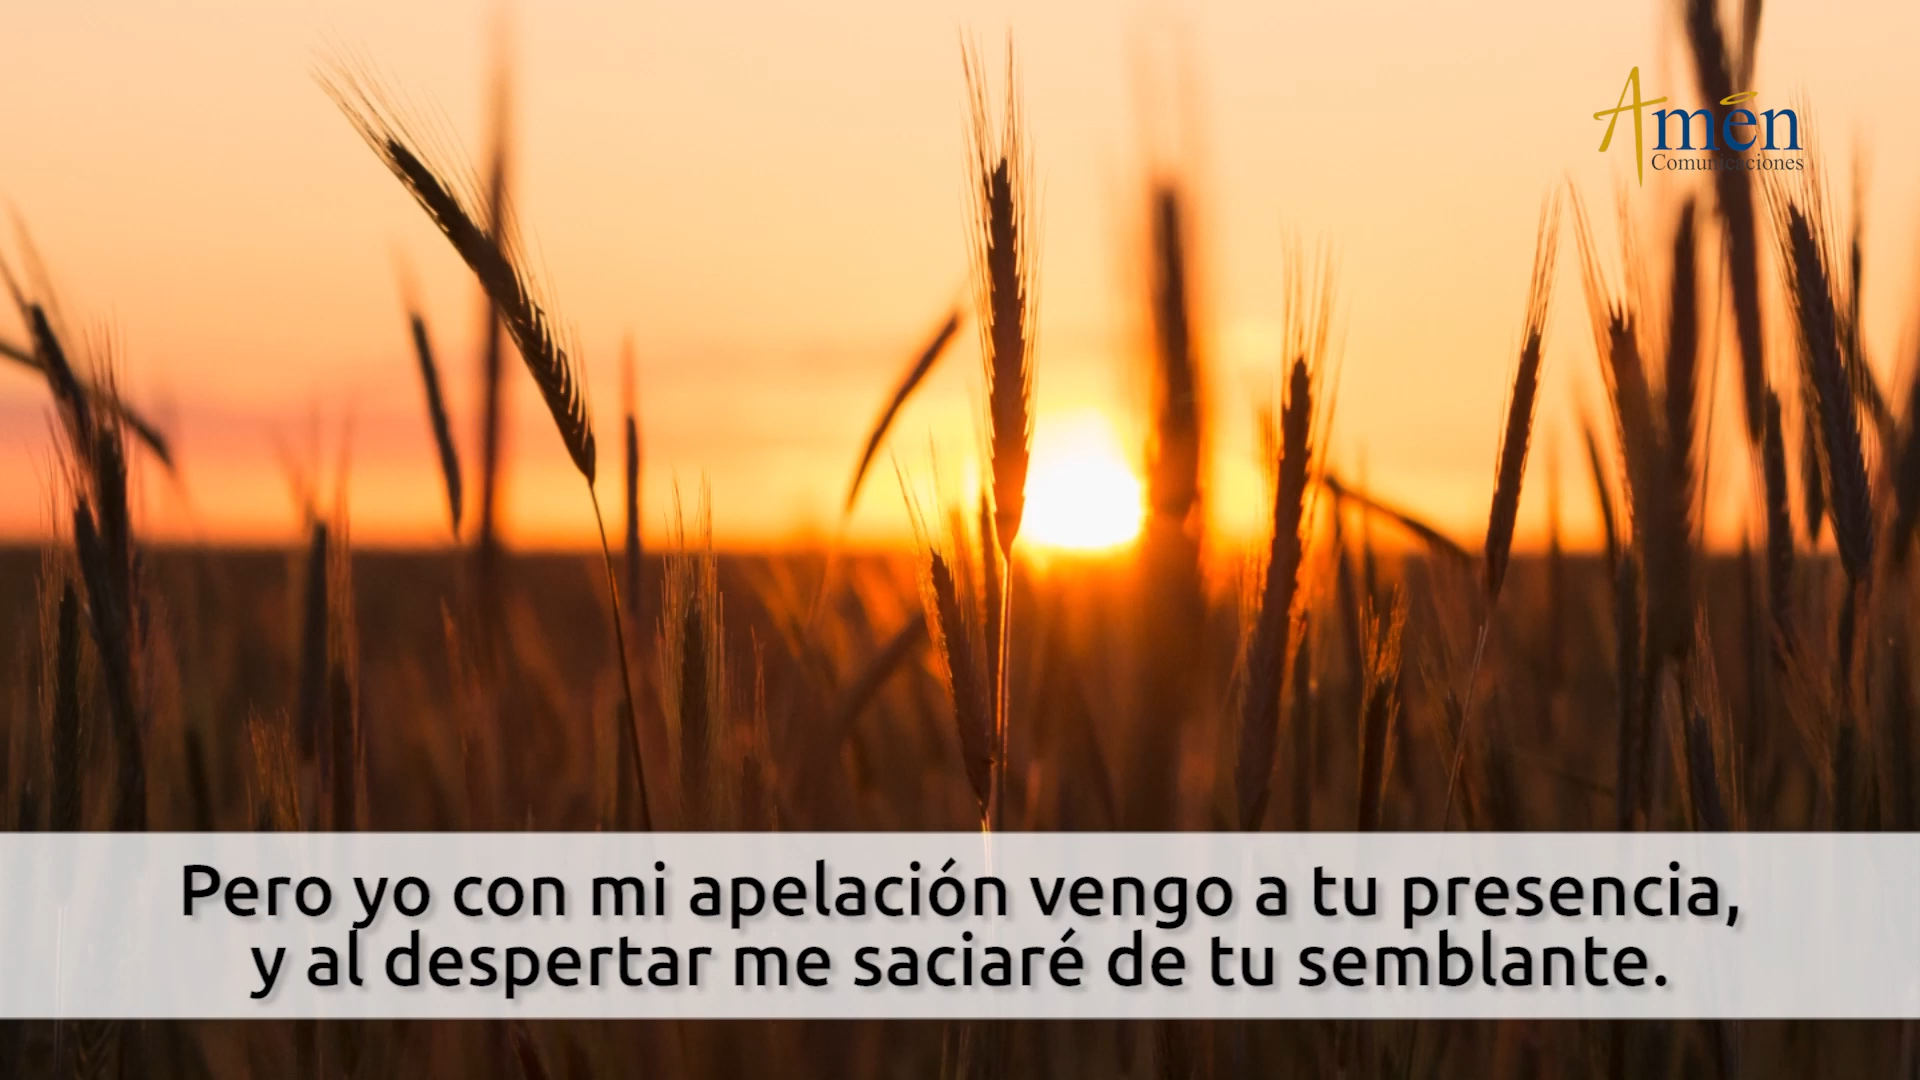 Amén
Comunicaciones
Pero yo con mi apelación vengo a tu presencia,
y al despertar me saciaré de tu semblante.